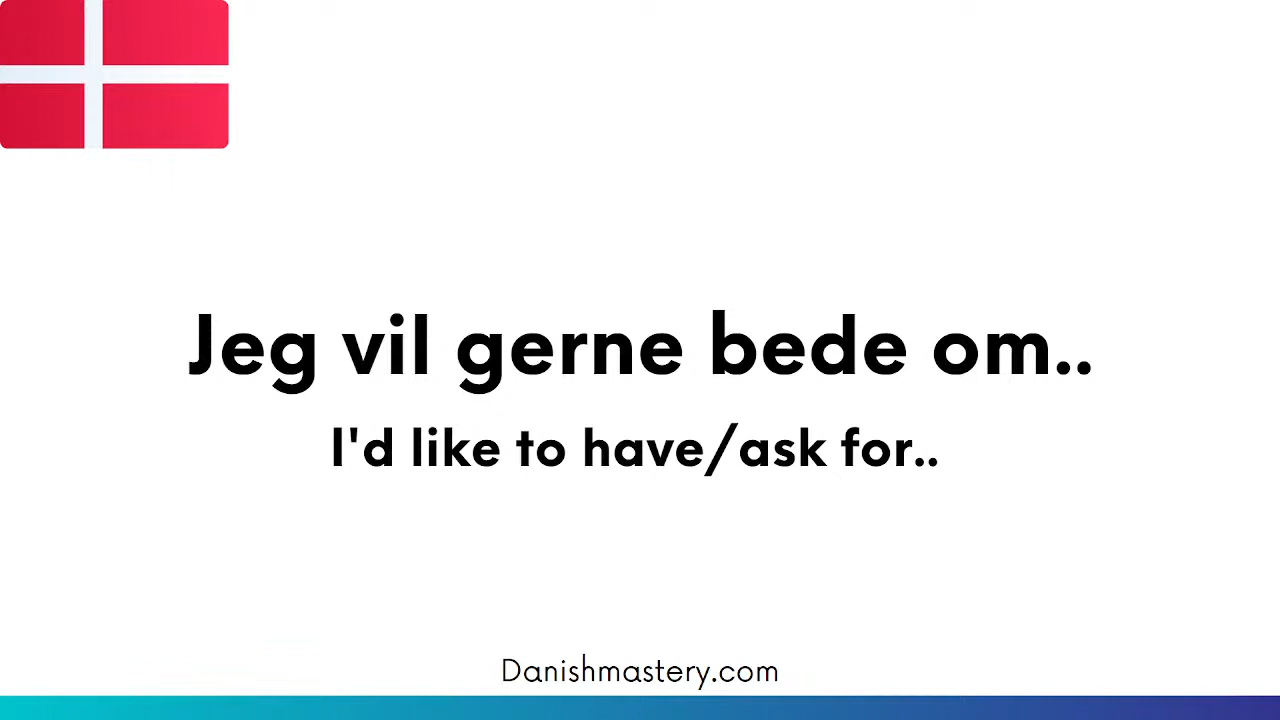 Jeg vil gerne bede om..
I'd like to have/ask for..
Danishmastery.com